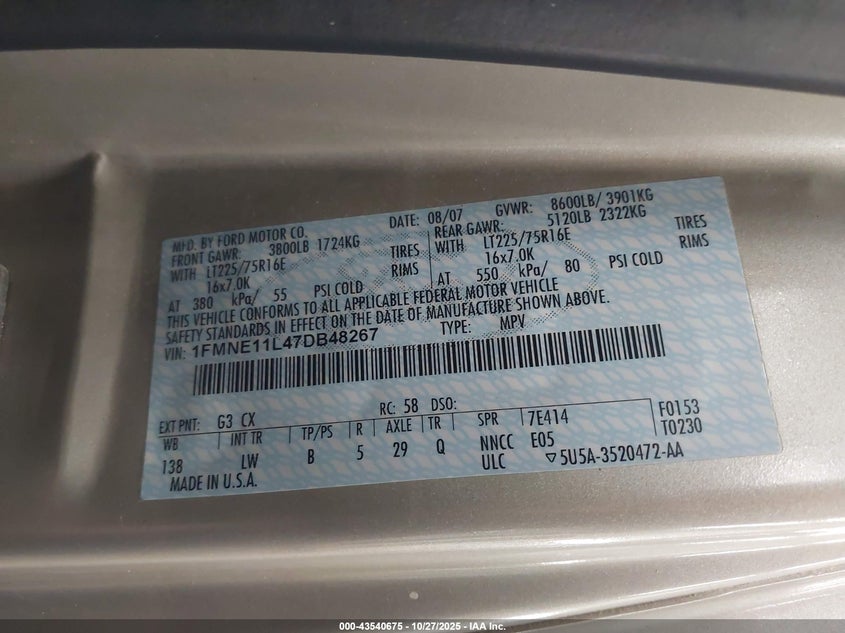 MFD. BY FORD MOTOR CO. DATE: 08/07 GVWR: 8600LB/ 3901KG
FRONT GAWR: 3800LB 1724KG REAR GAWR: 5120LB 2322KG
WITH LT225/75R16E TIRES WITH LT225/75R16E TIRES
16x7.0K RIMS 16x7.0K RIMS
AT 380 kPa/ 55 PSI COLD AT 550 kPa/ 80 PSI COLD
THIS VEHICLE CONFORMS TO ALL APPLICABLE FEDERAL MOTOR VEHICLE
SAFETY STANDARDS IN EFFECT ON THE DATE OF MANUFACTURE SHOWN ABOVE.
VIN: 1FMNE11L47DB48267 TYPE: MPV
EXT PNT: G3 CX RC: 58 DSO: F0153
WB INT TR TP/PS R AXLE TR SPR 7E414 T0230
138 LW B 5 29 Q NNCC E05
MADE IN U.S.A. ULC ▽5U5A-3520472-AA
000-43540675 - 10/27/2025 - IAA Inc.